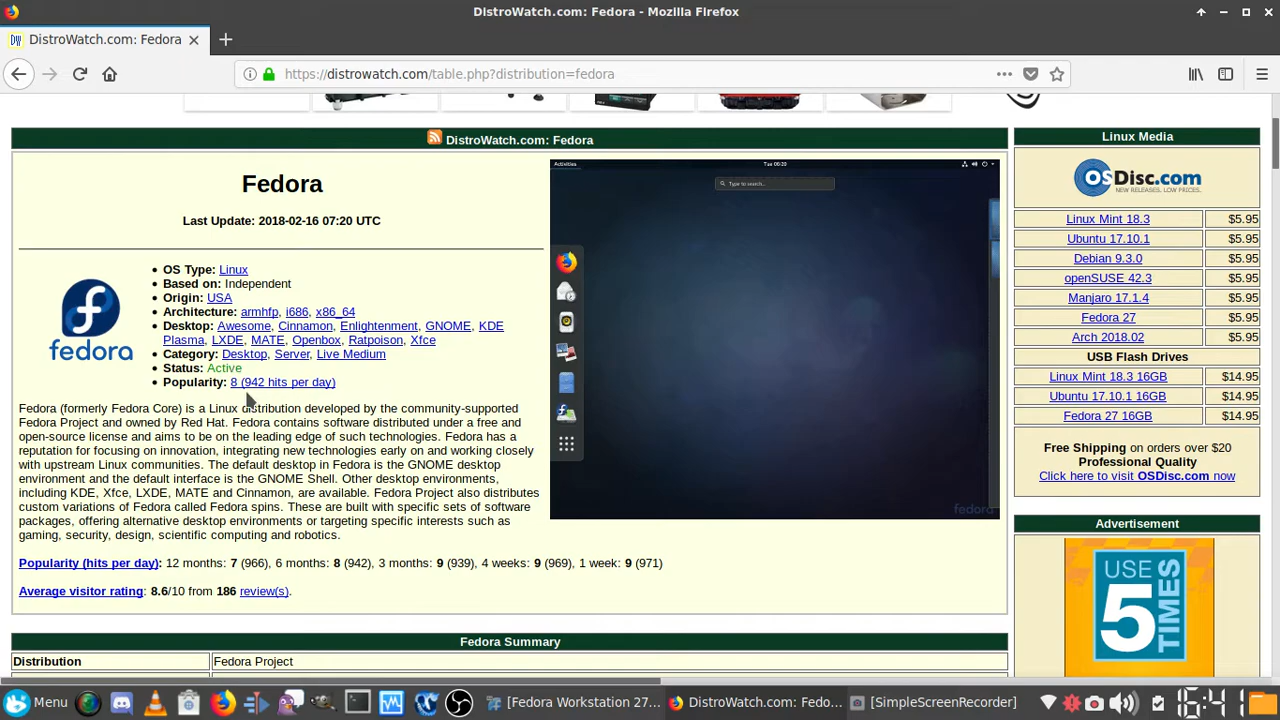 DistroWatch.com: Fedora - Mozilla Firefox
DistroWatch.com: Fedora
https://distrowatch.com/table.php?distribution=fedora
DistroWatch.com: Fedora
Fedora
Last Update: 2018-02-16 07:20 UTC
fedora
OS Type: Linux
Based on: Independent
Origin: USA
Architecture: armhfp, i686, x86_64
Desktop: Awesome, Cinnamon, Enlightenment, GNOME, KDE
Plasma, LXDE, MATE, Openbox, Ratpoison, Xfce
Category: Desktop, Server, Live Medium
Status: Active
Popularity: 8 (942 hits per day)
Fedora (formerly Fedora Core) is a Linux distribution developed by the community-supported
Fedora Project and owned by Red Hat. Fedora contains software distributed under a free and
open-source license and aims to be on the leading edge of such technologies. Fedora has a
reputation for focusing on innovation, integrating new technologies early on and working closely
with upstream Linux communities. The default desktop in Fedora is the GNOME desktop
environment and the default interface is the GNOME Shell. Other desktop environments,
including KDE, Xfce, LXDE, MATE and Cinnamon, are available. Fedora Project also distributes
custom variations of Fedora called Fedora spins. These are built with specific sets of software
packages, offering alternative desktop environments or targeting specific interests such as
gaming, security, design, scientific computing and robotics.
Activities
Tue 06:20
Type to search...
fedora
Popularity (hits per day): 12 months: 7 (966), 6 months: 8 (942), 3 months: 9 (939), 4 weeks: 9 (969), 1 week: 9 (971)
Average visitor rating: 8.6/10 from 186 review(s).
Fedora Summary
Distribution Fedora Project
Linux Media
OSDisc.com
NEW RELEASES. LOW PRICES.
Linux Mint 18.3 $5.95
Ubuntu 17.10.1 $5.95
Debian 9.3.0 $5.95
openSUSE 42.3 $5.95
Manjaro 17.1.4 $5.95
Fedora 27 $5.95
Arch 2018.02 $5.95
USB Flash Drives
Linux Mint 18.3 16GB $14.95
Ubuntu 17.10.1 16GB $14.95
Fedora 27 16GB $14.95
Free Shipping on orders over $20
Professional Quality
Click here to visit OSDisc.com now
Advertisement
USE
5
TIMES
Menu
[Fedora Workstation 27...
DistroWatch.com: Fedo...
[SimpleScreenRecorder]
16:41